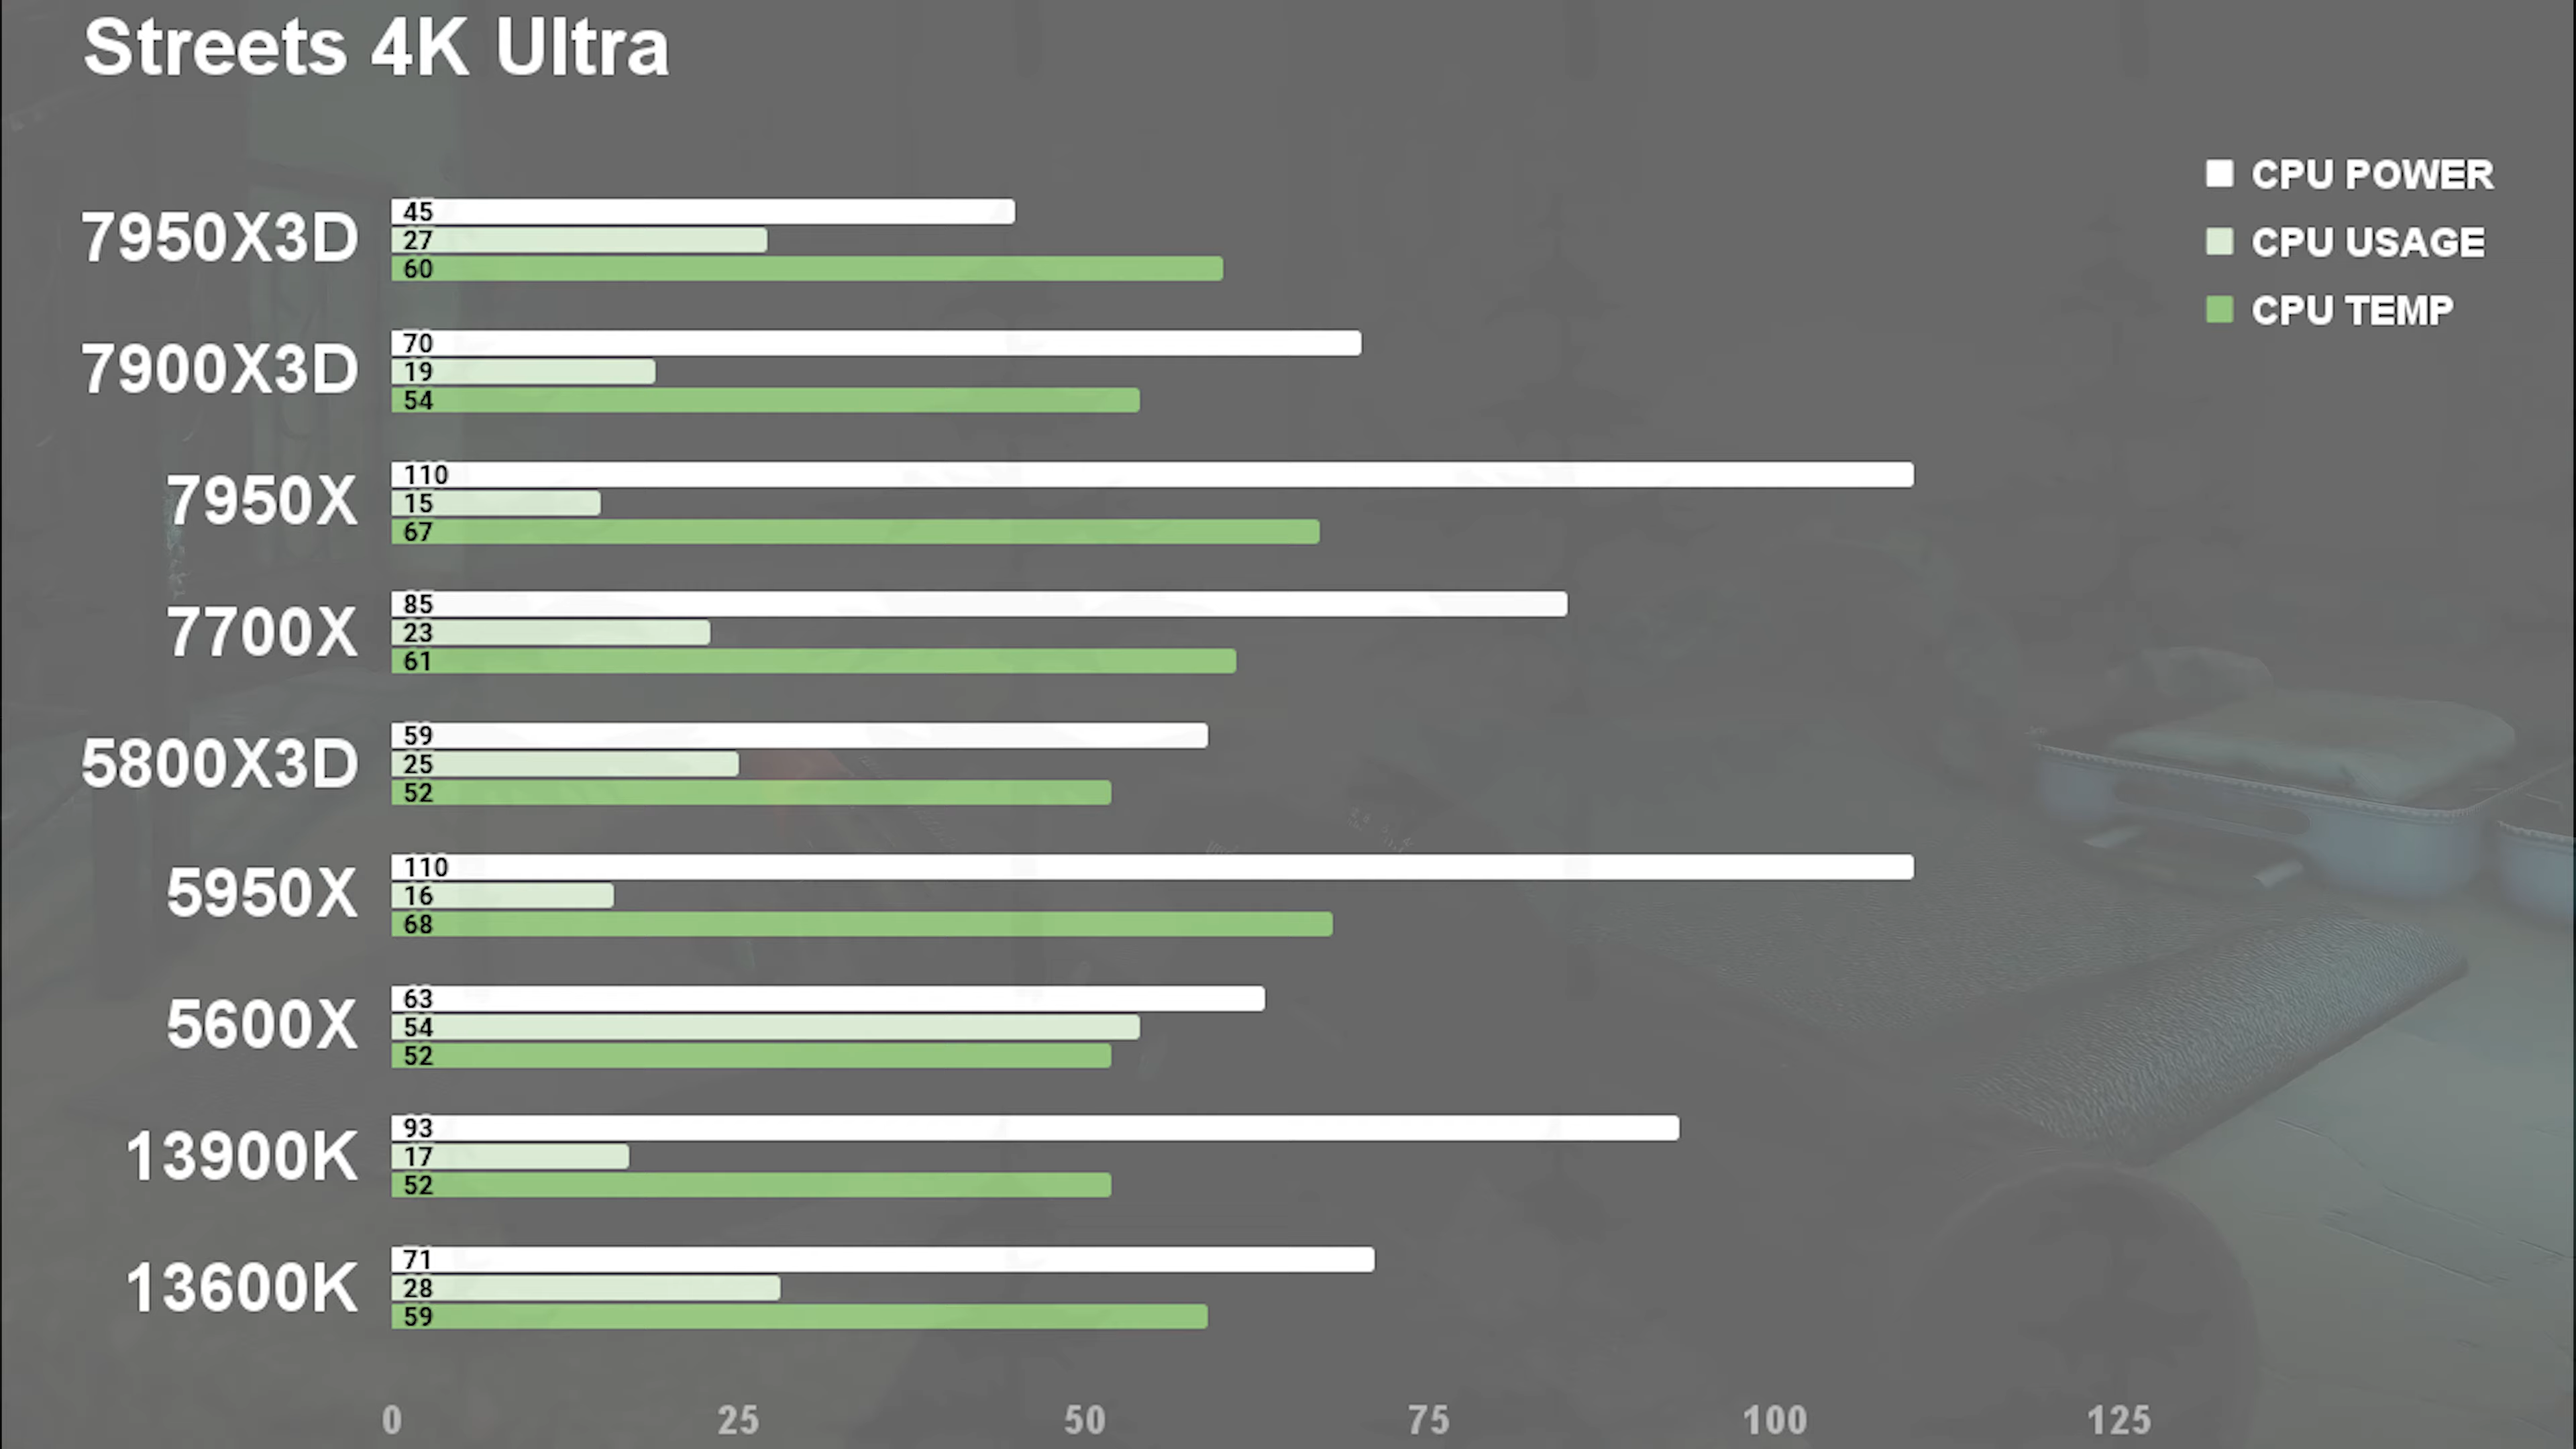 Streets 4K Ultra
CPU POWER
CPU USAGE
CPU TEMP
7950X3D
45
27
60
7900X3D
70
19
54
7950X
110
15
67
7700X
85
23
61
5800X3D
59
25
52
5950X
110
16
68
5600X
63
54
52
13900K
93
17
52
13600K
71
28
59
0 25 50 75 100 125